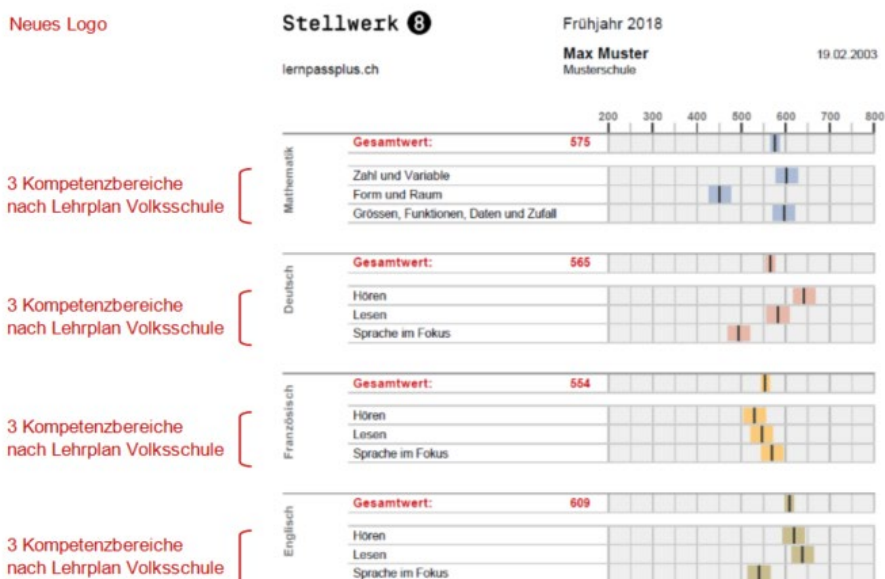 Neues Logo
Stellwerk 8
Frühjahr 2018
lernpassplus.ch
Max Muster
19.02.2003
Musterschule
200 300 400 500 600 700 800
Mathematik
Gesamtwert: 575
3 Kompetenzbereiche
nach Lehrplan Volksschule
Zahl und Variable
Form und Raum
Grössen, Funktionen, Daten und Zufall
Deutsch
Gesamtwert: 565
3 Kompetenzbereiche
nach Lehrplan Volksschule
Hören
Lesen
Sprache im Fokus
Französisch
Gesamtwert: 554
3 Kompetenzbereiche
nach Lehrplan Volksschule
Hören
Lesen
Sprache im Fokus
Englisch
Gesamtwert: 609
3 Kompetenzbereiche
nach Lehrplan Volksschule
Hören
Lesen
Sprache im Fokus